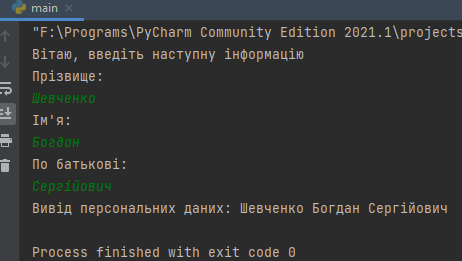 main
"F:\Programs\PyCharm Community Edition 2021.1\projects
Вітаю, введіть наступну інформацію
Прізвище:
Шевченко
Ім'я:
Богдан
По батькові:
Сергійович
Вивід персональних даних: Шевченко Богдан Сергійович
Process finished with exit code 0